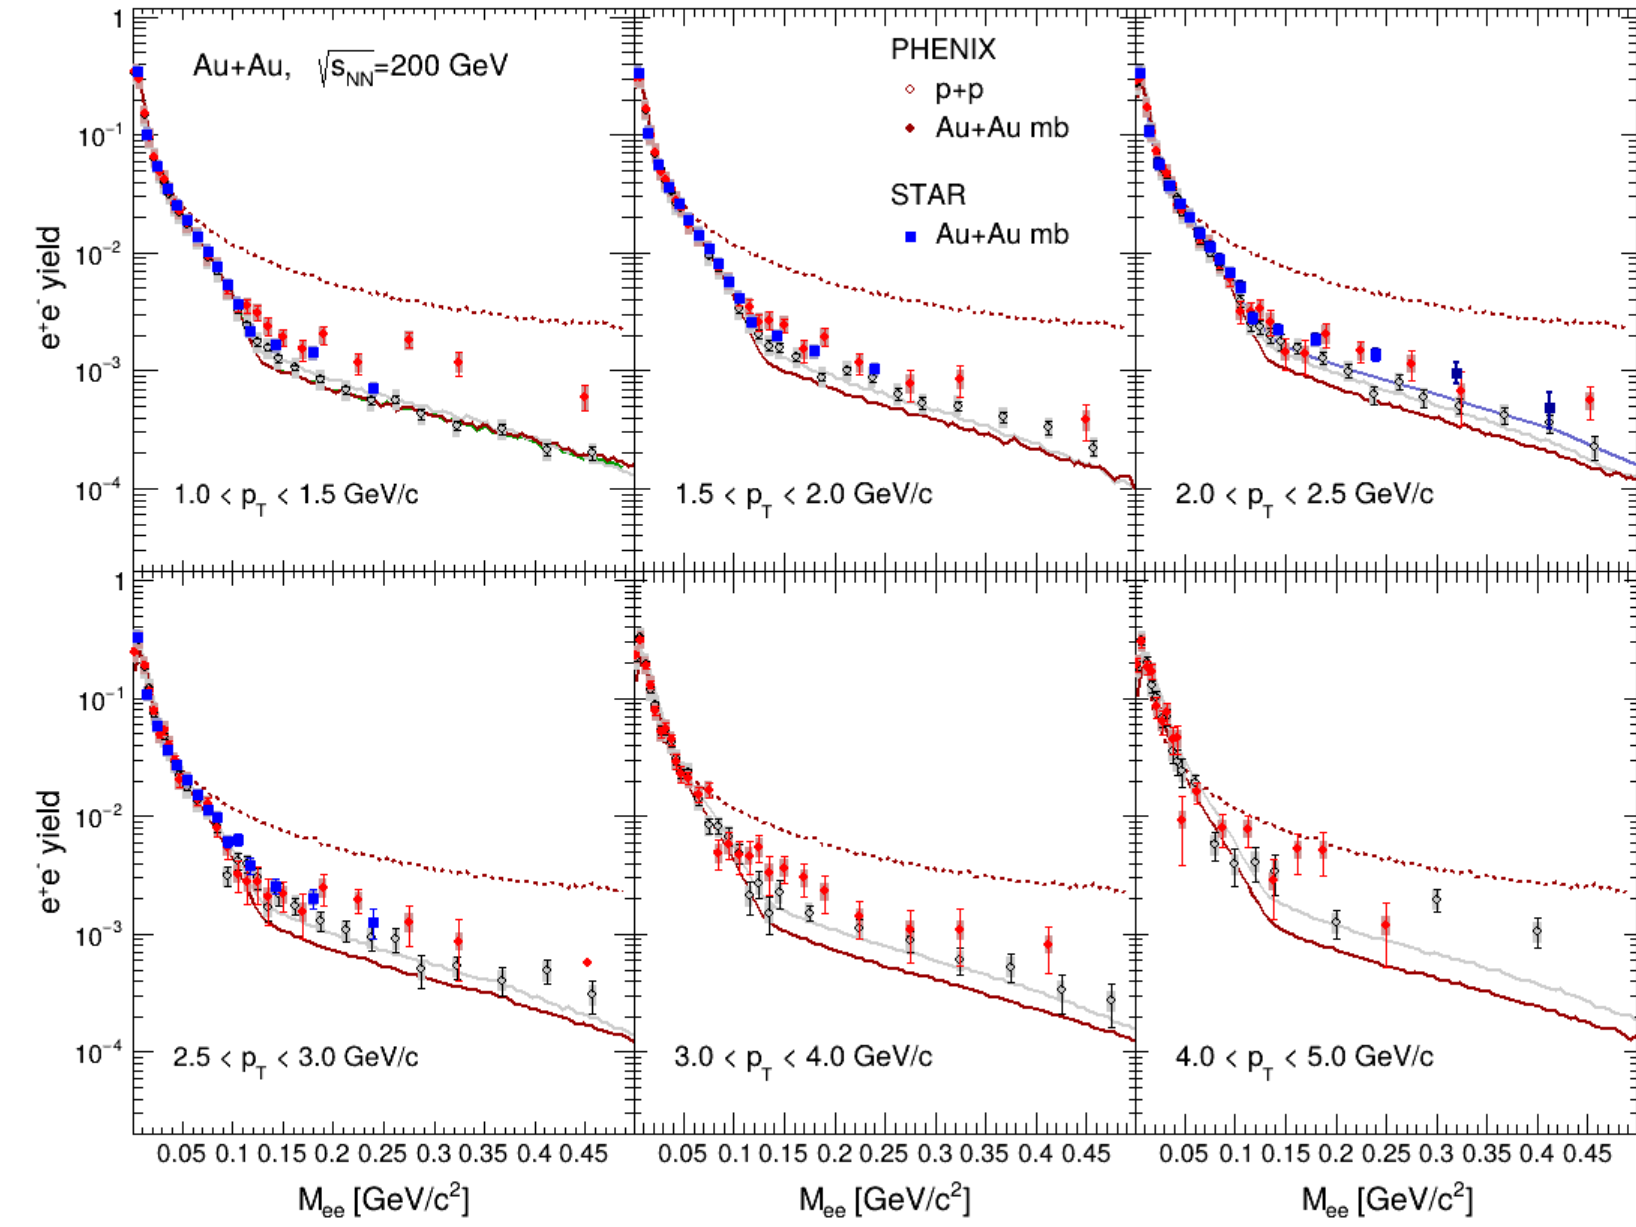 Au+Au, √s_NN=200 GeV
PHENIX
p+p
Au+Au mb
STAR
Au+Au mb
e⁺e⁻ yield
1
10⁻¹
10⁻²
10⁻³
10⁻⁴
1.0 < p_T < 1.5 GeV/c
1.5 < p_T < 2.0 GeV/c
2.0 < p_T < 2.5 GeV/c
e⁺e⁻ yield
1
10⁻¹
10⁻²
10⁻³
10⁻⁴
2.5 < p_T < 3.0 GeV/c
3.0 < p_T < 4.0 GeV/c
4.0 < p_T < 5.0 GeV/c
0.05 0.1 0.15 0.2 0.25 0.3 0.35 0.4 0.45
0.05 0.1 0.15 0.2 0.25 0.3 0.35 0.4 0.45
0.05 0.1 0.15 0.2 0.25 0.3 0.35 0.4 0.45
M_ee [GeV/c²]
M_ee [GeV/c²]
M_ee [GeV/c²]